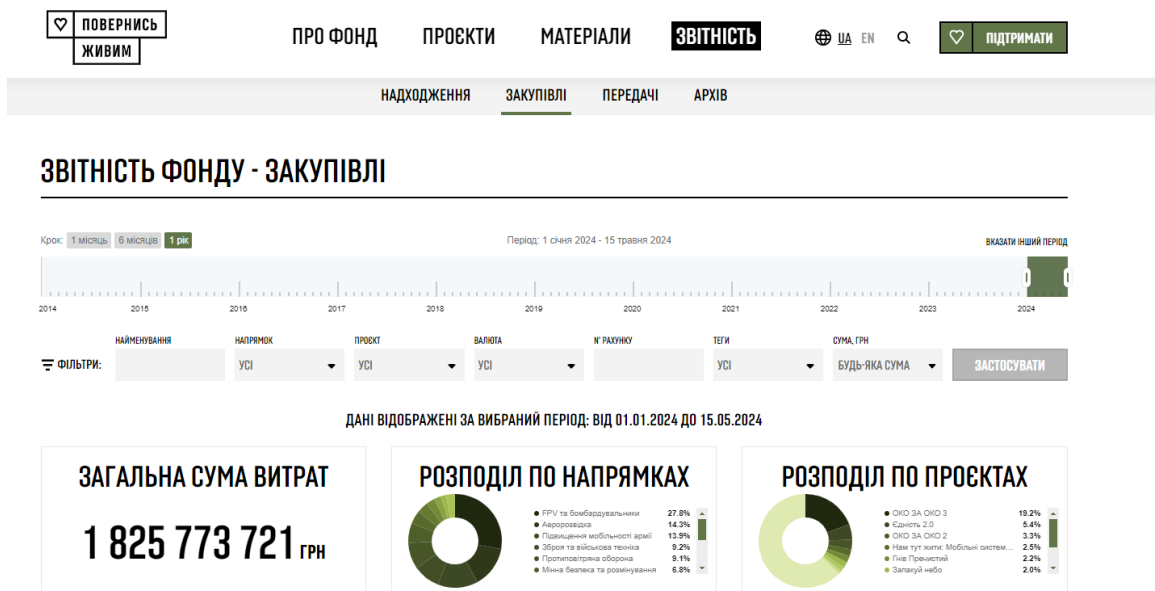 ПОВЕРНИСЬ
ЖИВИМ
ПРО ФОНД ПРОЄКТИ МАТЕРІАЛИ ЗВІТНІСТЬ UA EN ПІДТРИМАТИ
НАДХОДЖЕННЯ ЗАКУПІВЛІ ПЕРЕДАЧІ АРХІВ
ЗВІТНІСТЬ ФОНДУ - ЗАКУПІВЛІ
Крок: 1 місяць 6 місяців 1 рік Період: 1 січня 2024 - 15 травня 2024 ВКАЗАТИ ІНШИЙ ПЕРІОД
2014 2015 2016 2017 2018 2019 2020 2021 2022 2023 2024
НАЙМЕНУВАННЯ НАПРЯМОК ПРОЄКТ ВАЛЮТА N' РАХУНКУ ТЕГИ СУМА, ГРН
ФІЛЬТРИ: УСІ УСІ УСІ УСІ БУДЬ-ЯКА СУМА ЗАСТОСУВАТИ
ДАНІ ВІДОБРАЖЕНІ ЗА ВИБРАНИЙ ПЕРІОД: ВІД 01.01.2024 ДО 15.05.2024
ЗАГАЛЬНА СУМА ВИТРАТ
1 825 773 721 ГРН
РОЗПОДІЛ ПО НАПРЯМКАХ
FPV та бомбардувальники 27.8%
Аеророзвідка 14.3%
Підвищення мобільності армії 13.9%
Зброя та військова техніка 9.2%
Протиповітряна оборона 9.1%
Мінна безпека та розмінування 6.8%
РОЗПОДІЛ ПО ПРОЄКТАХ
ОКО ЗА ОКО 3 19.2%
Єдність 2.0 5.4%
ОКО ЗА ОКО 2 3.3%
Нам тут жити: Мобільні систем... 2.5%
Гнів Пречистий 2.2%
Запакуй небо 2.0%